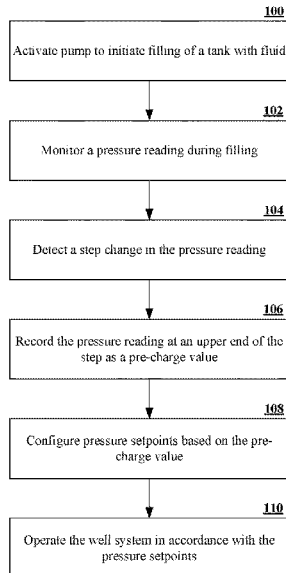 100
Activate pump to initiate filling of a tank with fluid
102
Monitor a pressure reading during filling
104
Detect a step change in the pressure reading
106
Record the pressure reading at an upper end of the
step as a pre-charge value
108
Configure pressure setpoints based on the pre-
charge value
110
Operate the well system in accordance with the
pressure setpoints